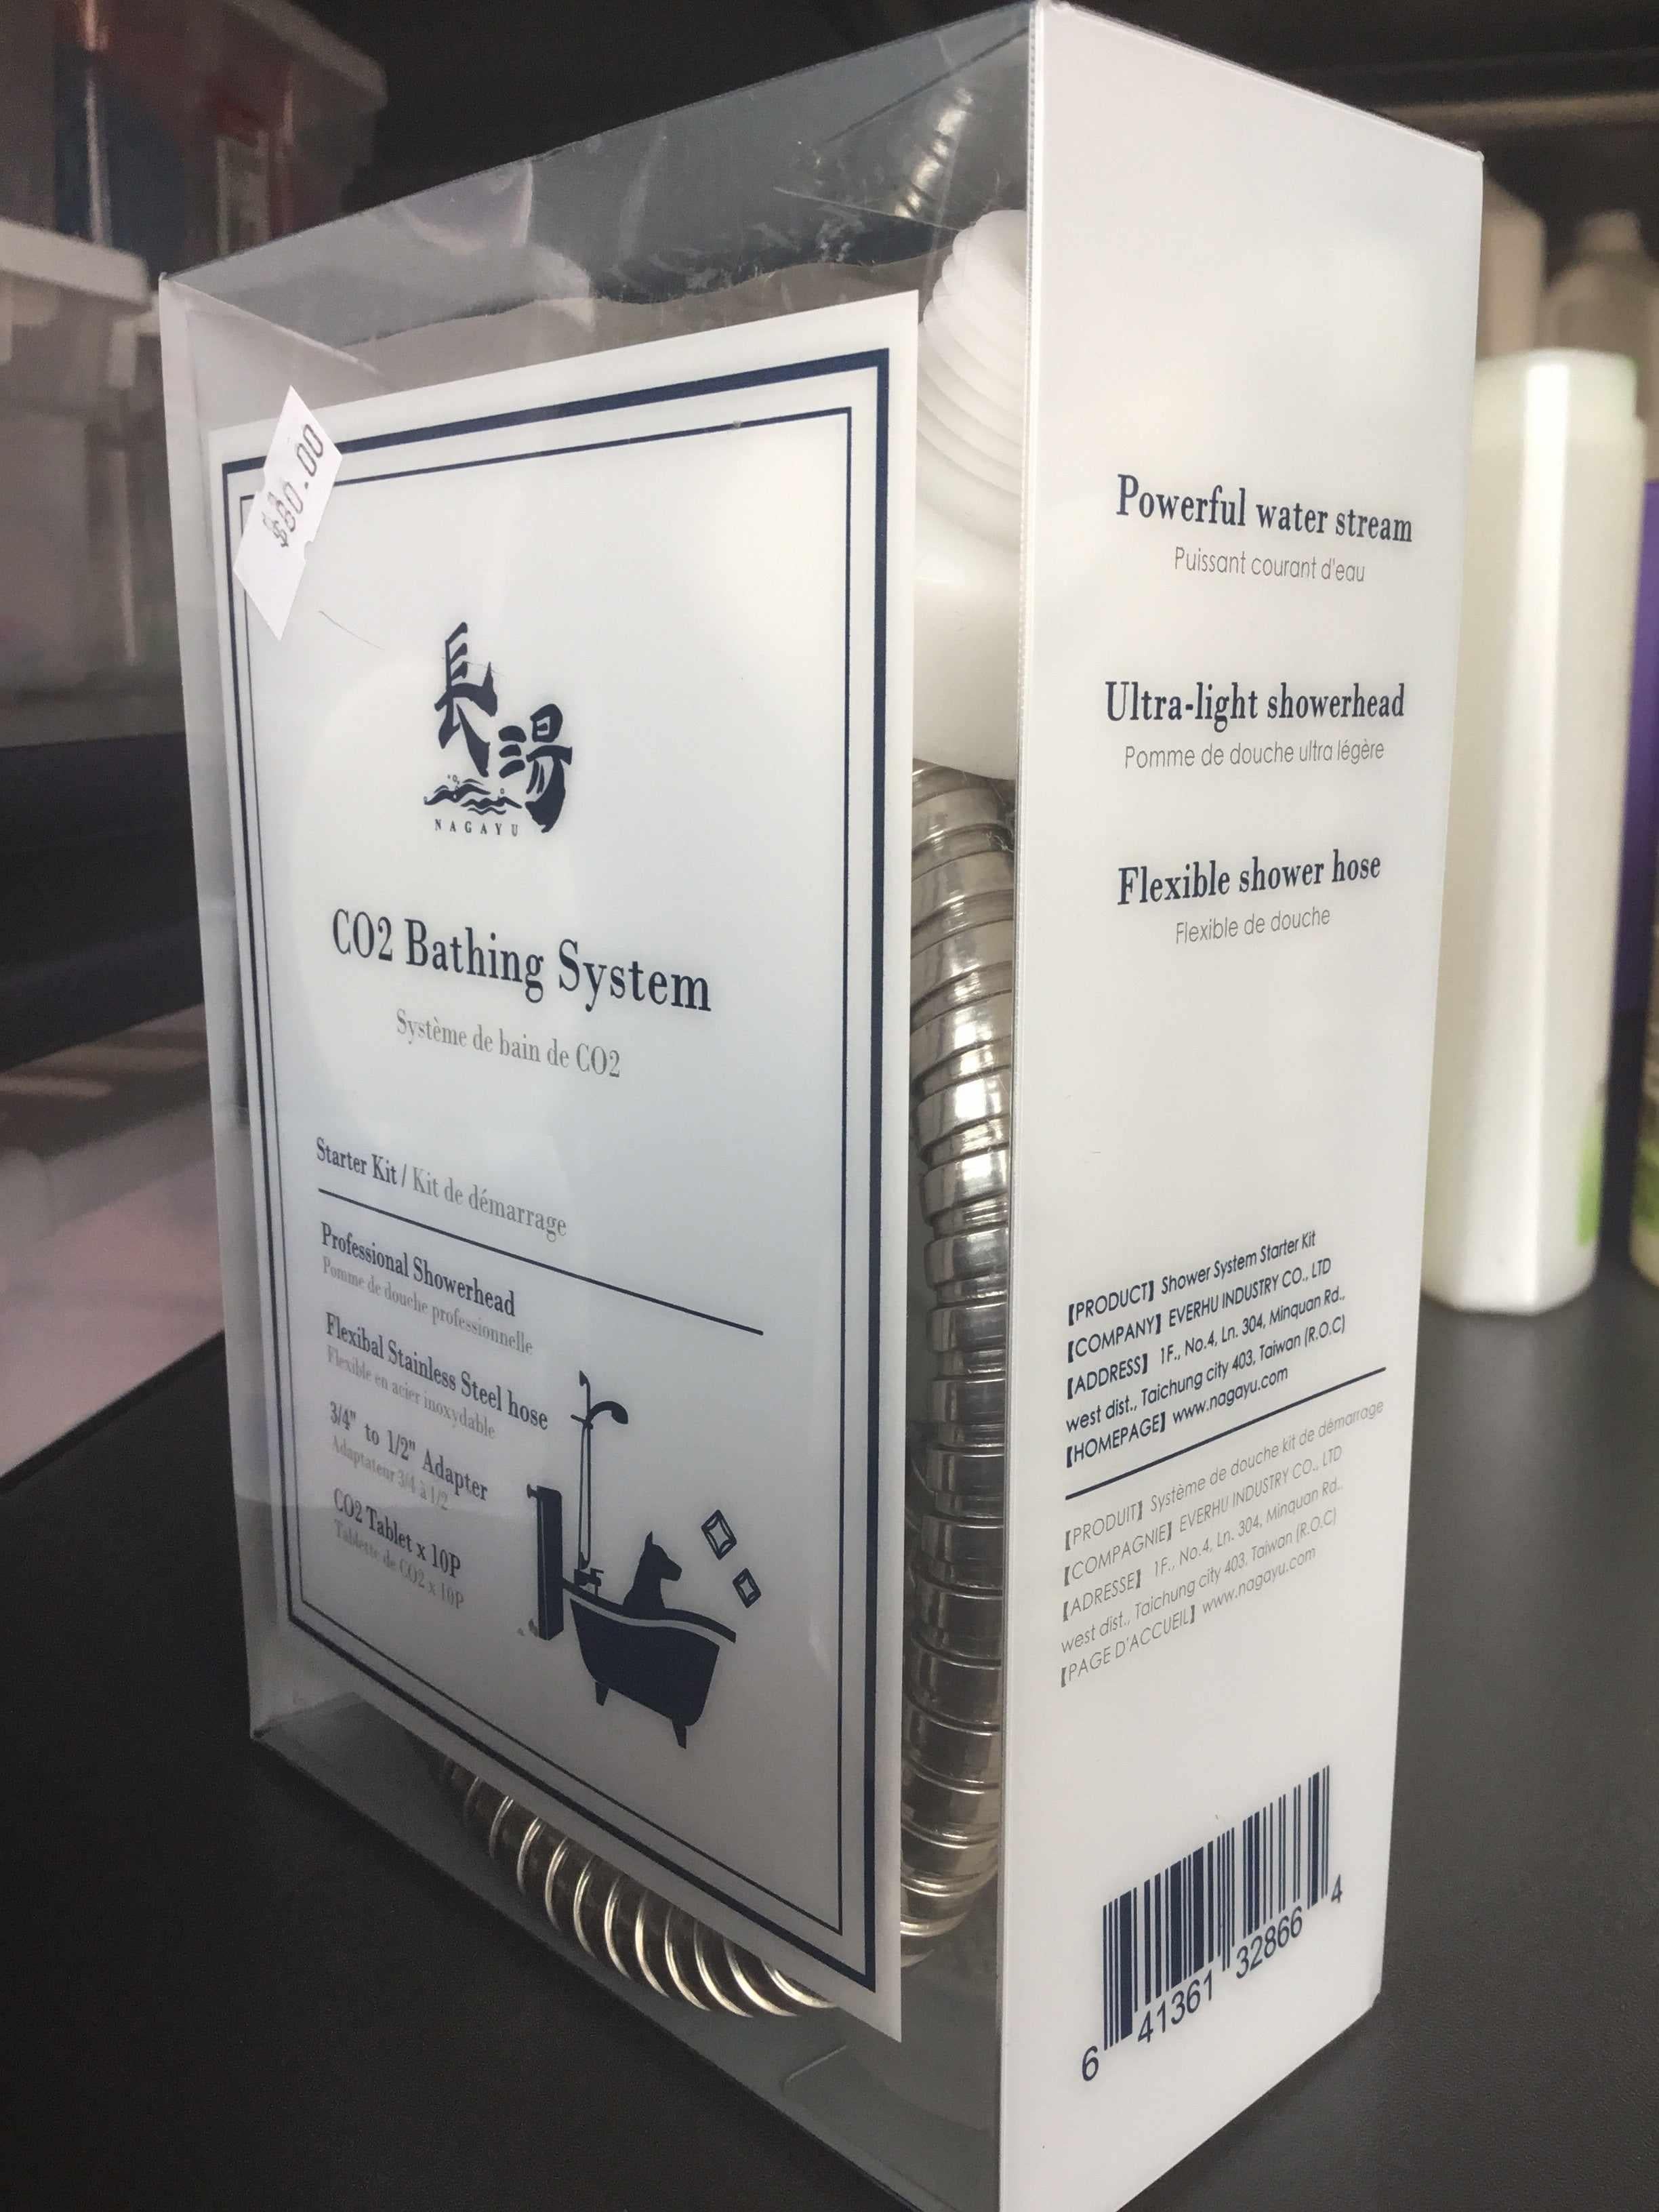 $80.00
長湯
NAGAYU
CO2 Bathing System
Système de bain de CO2
Starter Kit / Kit de démarrage
Professional Showerhead
Pomme de douche professionnelle
Flexibal Stainless Steel hose
Flexible en acier inoxydable
3/4" to 1/2" Adapter
Adaptateur 3/4 à 1/2
CO2 Tablet x 10P
Tablette de CO2 x 10P
Powerful water stream
Puissant courant d'eau
Ultra-light showerhead
Pomme de douche ultra légère
Flexible shower hose
Flexible de douche
【PRODUCT】Shower System Starter Kit
【COMPANY】EVERHU INDUSTRY CO., LTD
【ADDRESS】 1F., No.4, Ln. 304, Minquan Rd.,
west dist., Taichung city 403, Taiwan (R.O.C)
【HOMEPAGE】www.nagayu.com
【PRODUIT】Système de douche kit de démarrage
【COMPAGNIE】EVERHU INDUSTRY CO., LTD
【ADRESSE】 1F., No.4, Ln. 304, Minquan Rd.,
west dist., Taichung city 403, Taiwan (R.O.C)
【PAGE D'ACCUEIL】www.nagayu.com
6 41361 32866 4